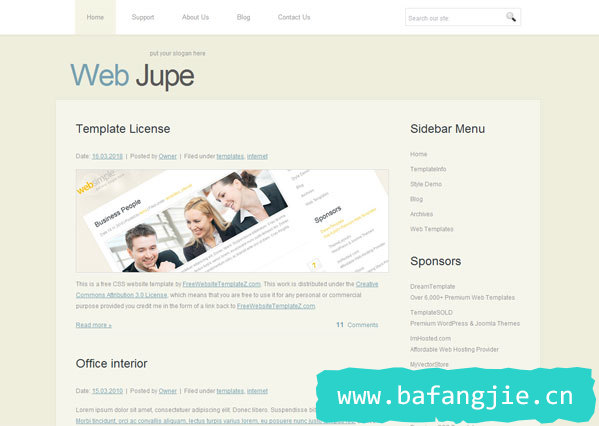 Home Support About Us Blog Contact Us Search our site:
put your slogan here
Web Jupe
Template License
Date: 16.03.2010 | Posted by Owner | Filed under templates, internet
websimple
Business People
Sponsors
This is a free CSS website template by FreeWebsiteTemplateZ.com. This work is distributed under the Creative
Commons Attribution 3.0 License, which means that you are free to use it for any personal or commercial
purpose provided you credit me in the form of a link back to FreeWebsiteTemplateZ.com.
Read more »
11 Comments
Office interior
Date: 15.03.2010 | Posted by Owner | Filed under templates, internet
Lorem ipsum dolor sit amet, consectetuer adipiscing elit. Donec libero. Suspendisse
Morbi tincidunt, orci ac convallis aliquam, lectus turpis varius lorem, eu posuere nunc
Sidebar Menu
Home
TemplateInfo
Style Demo
Blog
Archives
Web Templates
Sponsors
DreamTemplate
Over 6,000+ Premium Web Templates
TemplateSOLD
Premium WordPress & Joomla Themes
ImHosted.com
Affordable Web Hosting Provider
MyVectorStore
www.bafangjie.cn